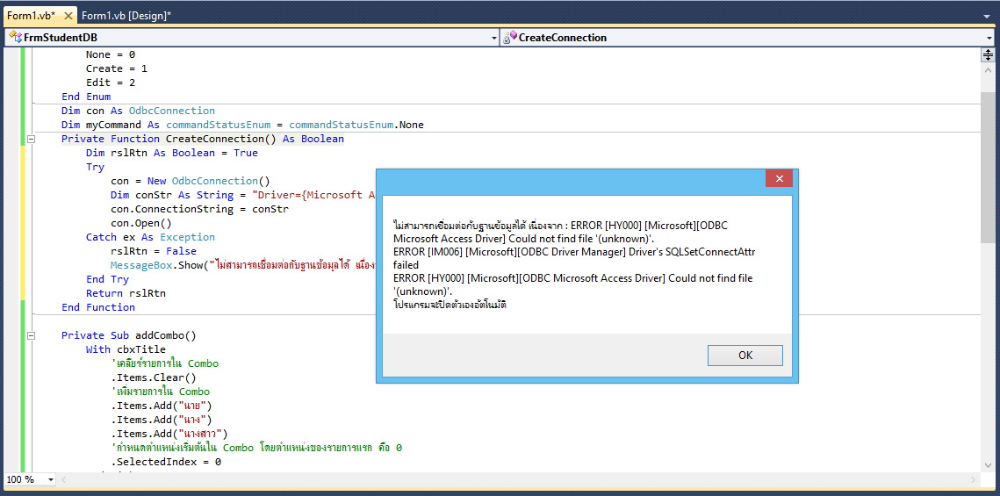 Form1.vb* Form1.vb [Design]*
FrmStudentDB CreateConnection
None = 0
Create = 1
Edit = 2
End Enum
Dim con As OdbcConnection
Dim myCommand As commandStatusEnum = commandStatusEnum.None
Private Function CreateConnection() As Boolean
Dim rslRtn As Boolean = True
Try
con = New OdbcConnection()
Dim conStr As String = "Driver={Microsoft A
con.ConnectionString = conStr
con.Open()
Catch ex As Exception
rslRtn = False
MessageBox.Show("ไม่สามารถเชื่อมต่อกับฐานข้อมูลได้ เนื่อง
End Try
Return rslRtn
End Function
Private Sub addCombo()
With cbxTitle
'เคลียร์รายการใน Combo
.Items.Clear()
'เพิ่มรายการใน Combo
.Items.Add("นาย")
.Items.Add("นาง")
.Items.Add("นางสาว")
'กำหนดตำแหน่งเริ่มต้นใน Combo โดยตำแหน่งของรายการแรก คือ 0
.SelectedIndex = 0
ไม่สามารถเชื่อมต่อกับฐานข้อมูลได้ เนื่องจาก : ERROR [HY000] [Microsoft][ODBC
Microsoft Access Driver] Could not find file '(unknown)'.
ERROR [IM006] [Microsoft][ODBC Driver Manager] Driver's SQLSetConnectAttr
failed
ERROR [HY000] [Microsoft][ODBC Microsoft Access Driver] Could not find file
'(unknown)'.
โปรแกรมจะปิดตัวเองอัตโนมัติ
OK
100 %